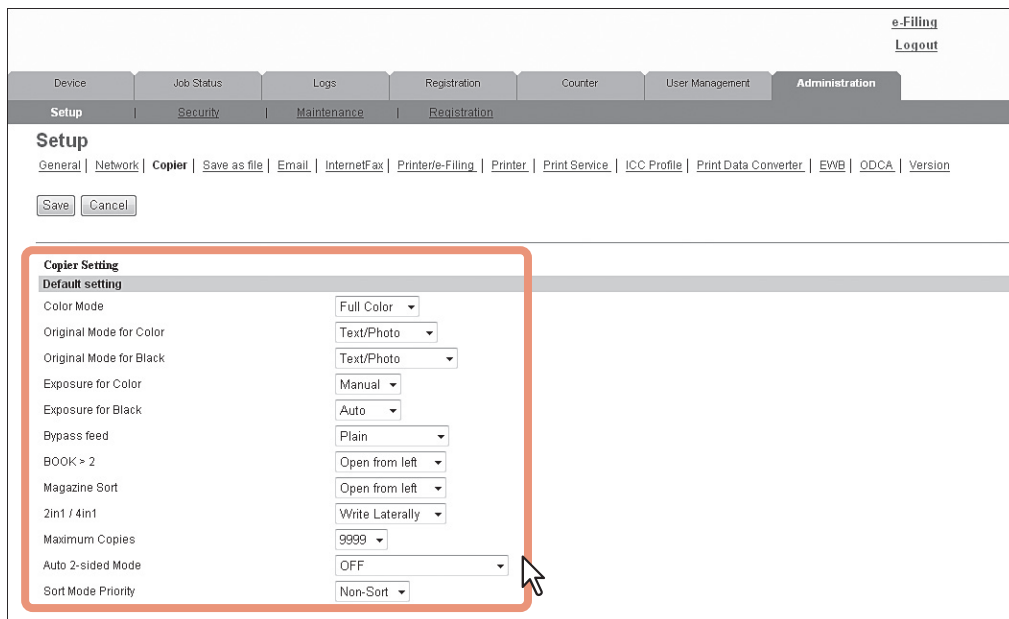 e-Filing
Logout
Device Job Status Logs Registration Counter User Management Administration
Setup | Security | Maintenance | Registration
Setup
General | Network | Copier | Save as file | Email | InternetFax | Printer/e-Filing | Printer | Print Service | ICC Profile | Print Data Converter | EWB | ODCA | Version
Save Cancel
Copier Setting
Default setting
Color Mode Full Color
Original Mode for Color Text/Photo
Original Mode for Black Text/Photo
Exposure for Color Manual
Exposure for Black Auto
Bypass feed Plain
BOOK > 2 Open from left
Magazine Sort Open from left
2in1 / 4in1 Write Laterally
Maximum Copies 9999
Auto 2-sided Mode OFF
Sort Mode Priority Non-Sort